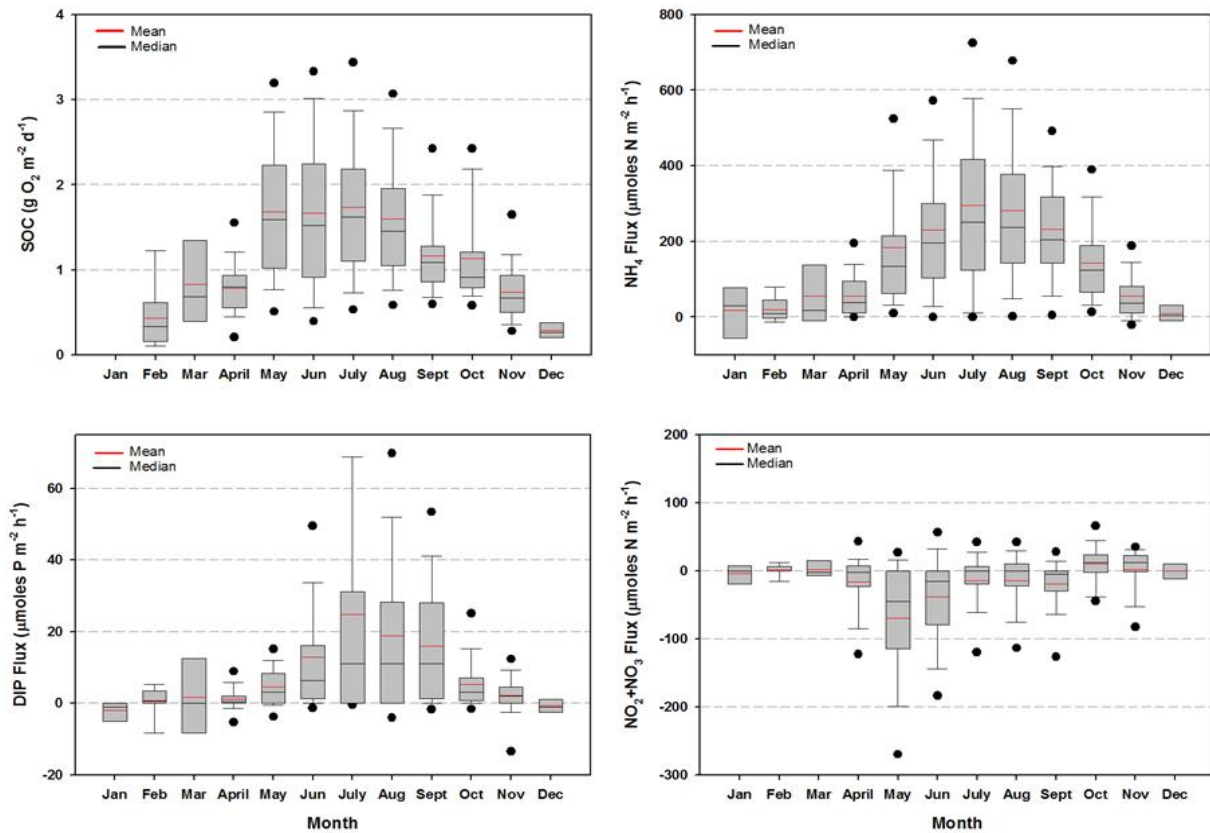 SOC (g O₂ m⁻² d⁻¹)
4
3
2
1
0
Mean
Median
Jan Feb Mar April May Jun July Aug Sept Oct Nov Dec
NH₄ Flux (µmoles N m⁻² h⁻¹)
800
600
400
200
0
Mean
Median
Jan Feb Mar April May Jun July Aug Sept Oct Nov Dec
DIP Flux (µmoles P m⁻² h⁻¹)
60
40
20
0
-20
Mean
Median
Jan Feb Mar April May Jun July Aug Sept Oct Nov Dec
Month
NO₂+NO₃ Flux (µmoles N m⁻² h⁻¹)
200
100
0
-100
-200
-300
Mean
Median
Jan Feb Mar April May Jun July Aug Sept Oct Nov Dec
Month